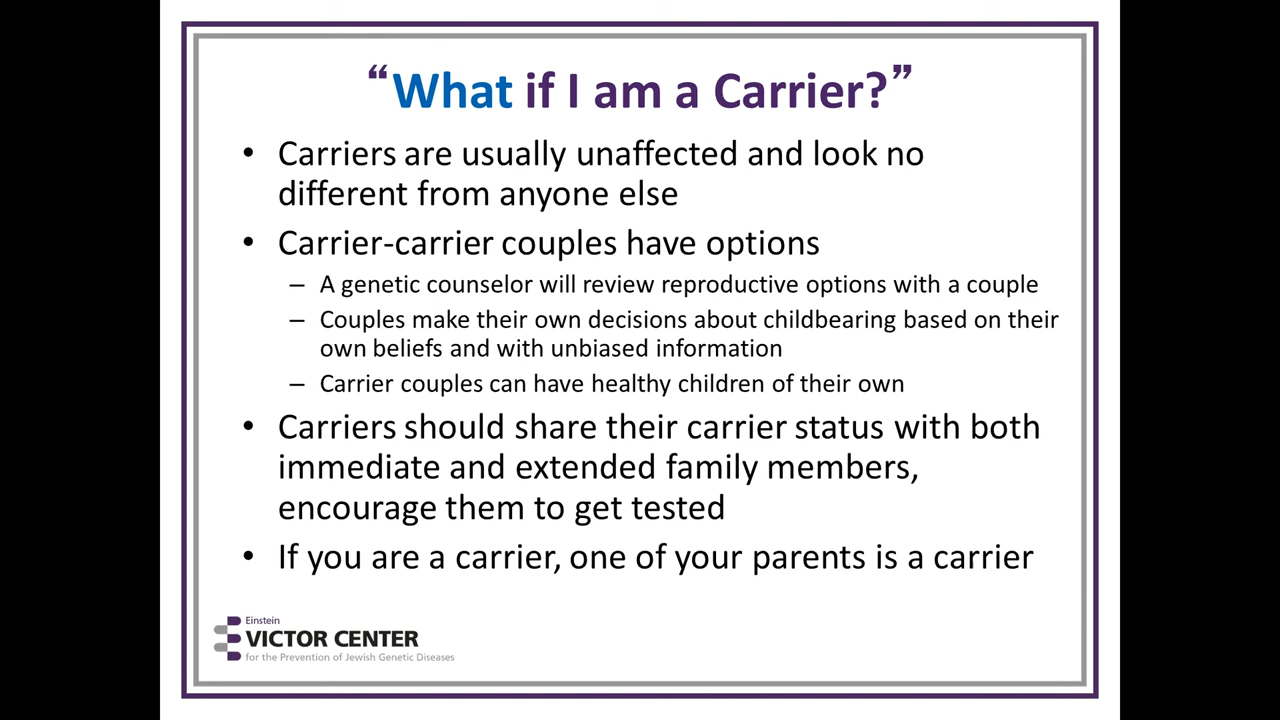 “What if I am a Carrier?”
• Carriers are usually unaffected and look no
different from anyone else
• Carrier-carrier couples have options
– A genetic counselor will review reproductive options with a couple
– Couples make their own decisions about childbearing based on their
own beliefs and with unbiased information
– Carrier couples can have healthy children of their own
• Carriers should share their carrier status with both
immediate and extended family members,
encourage them to get tested
• If you are a carrier, one of your parents is a carrier
Einstein
VICTOR CENTER
for the Prevention of Jewish Genetic Diseases